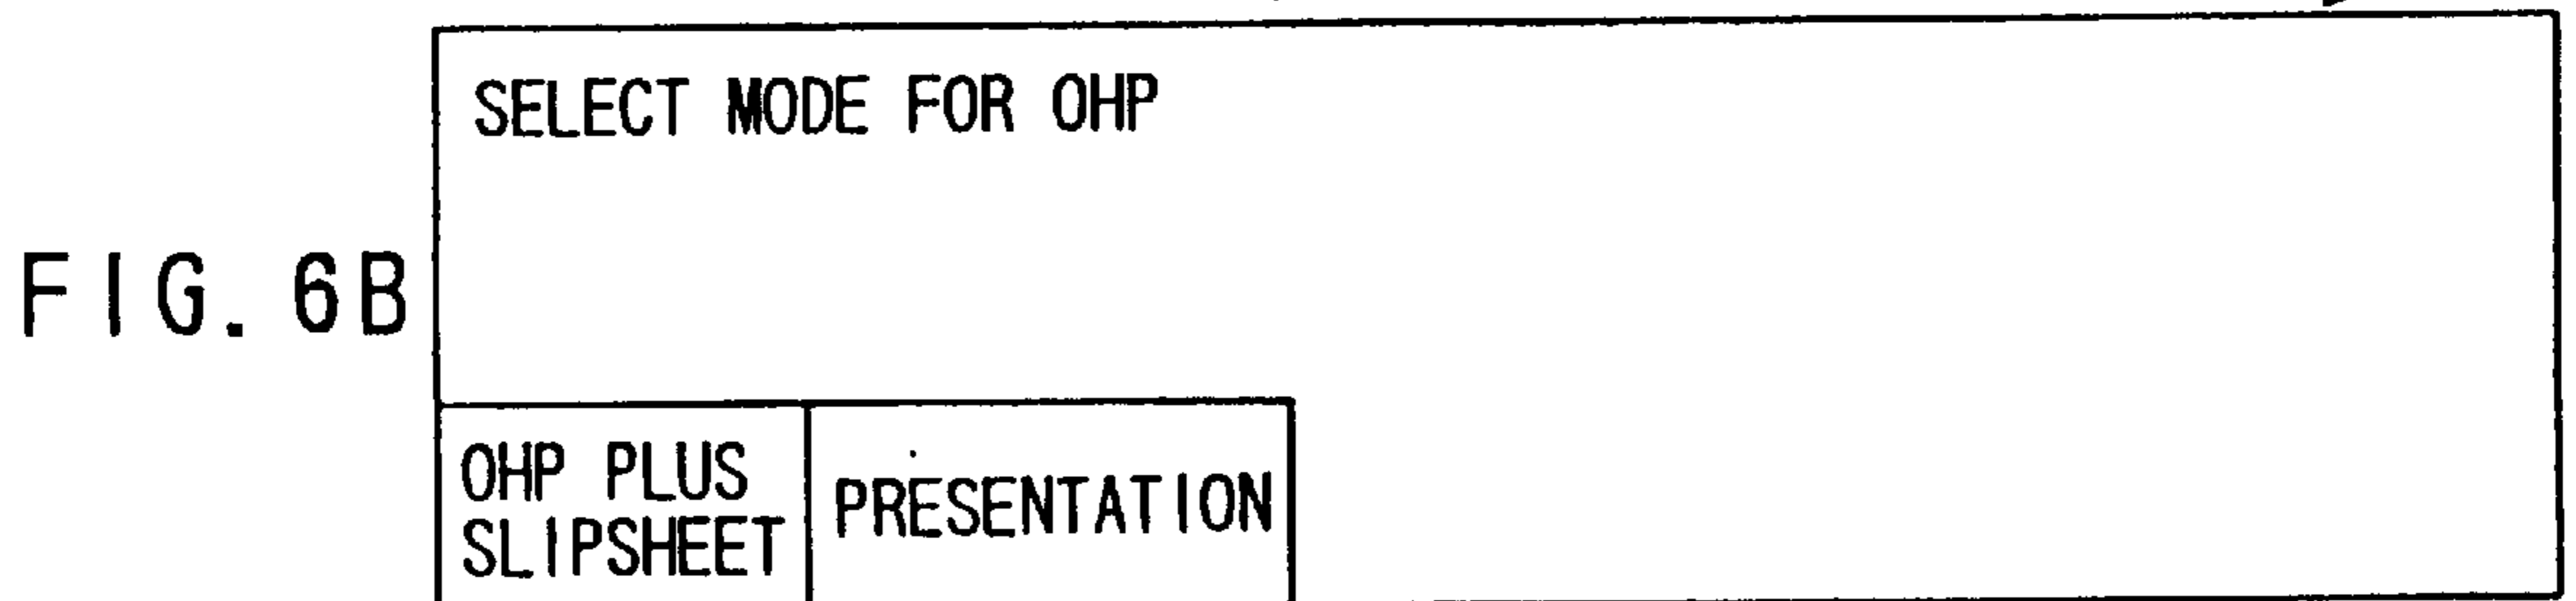 SELECT MODE FOR OHP
FIG. 6B
OHP PLUS
SLIPSHEET
PRESENTATION